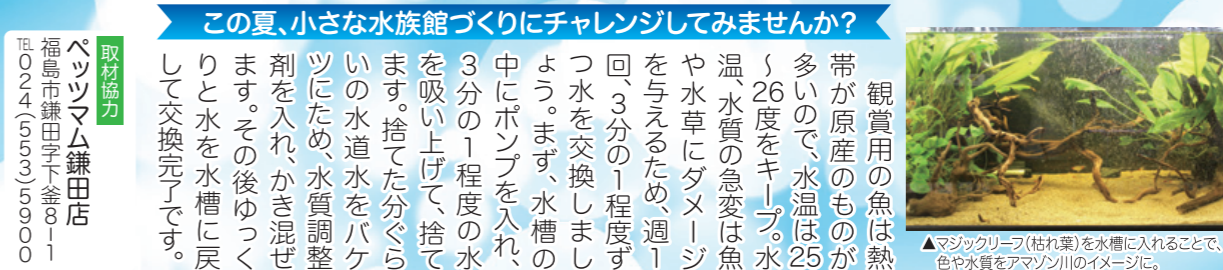 この夏、小さな水族館づくりにチャレンジしてみませんか?
観賞用の魚は熱
帯が原産のものが
多いので、水温は25
～26度をキープ。水
温、水質の急変は魚
や水草にダメージ
を与えるため、週1
回、3分の1程度ず
つ水を交換しまし
ょう。まず、水槽の
中にポンプを入れ、
3分の1程度の水
を吸い上げて、捨て
ます。捨てた分ぐら
いの水道水をバケ
ツにため、水質調整
剤を入れ、かき混ぜ
ます。その後ゆっく
りと水を水槽に戻
して交換完了です。
▲マジックリーフ(枯れ葉)を水槽に入れることで、
色や水質をアマゾン川のイメージに。
取材協力
ペッツマム鎌田店
福島市鎌田字下釜8-1
TEL024(553)5900